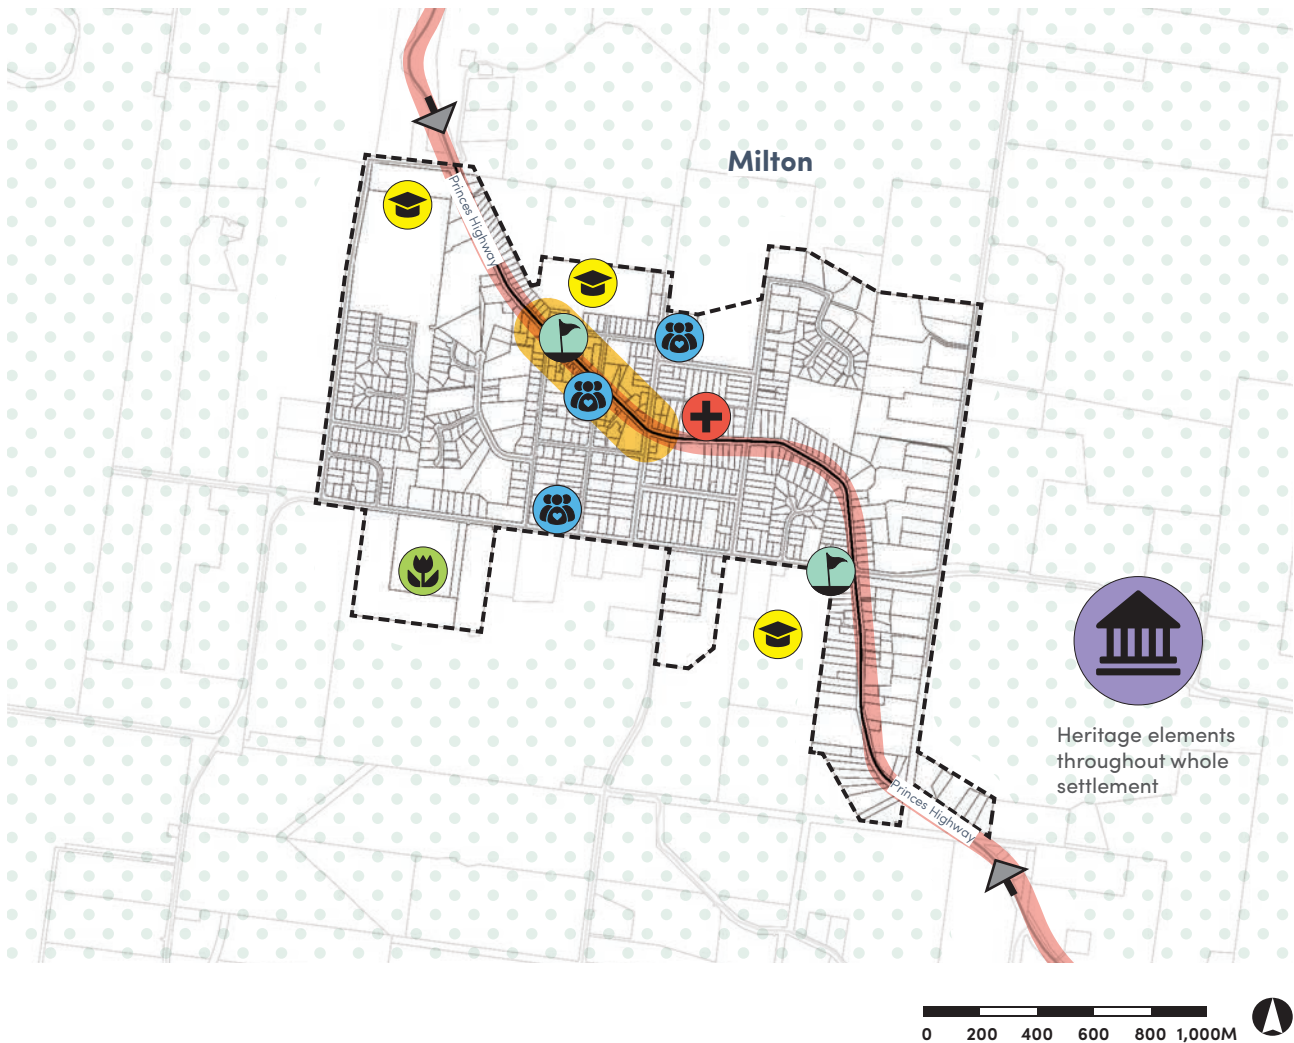 Milton
Princes Highway
Heritage elements
throughout whole
settlement
Princes Highway
0 200 400 600 800 1,000M